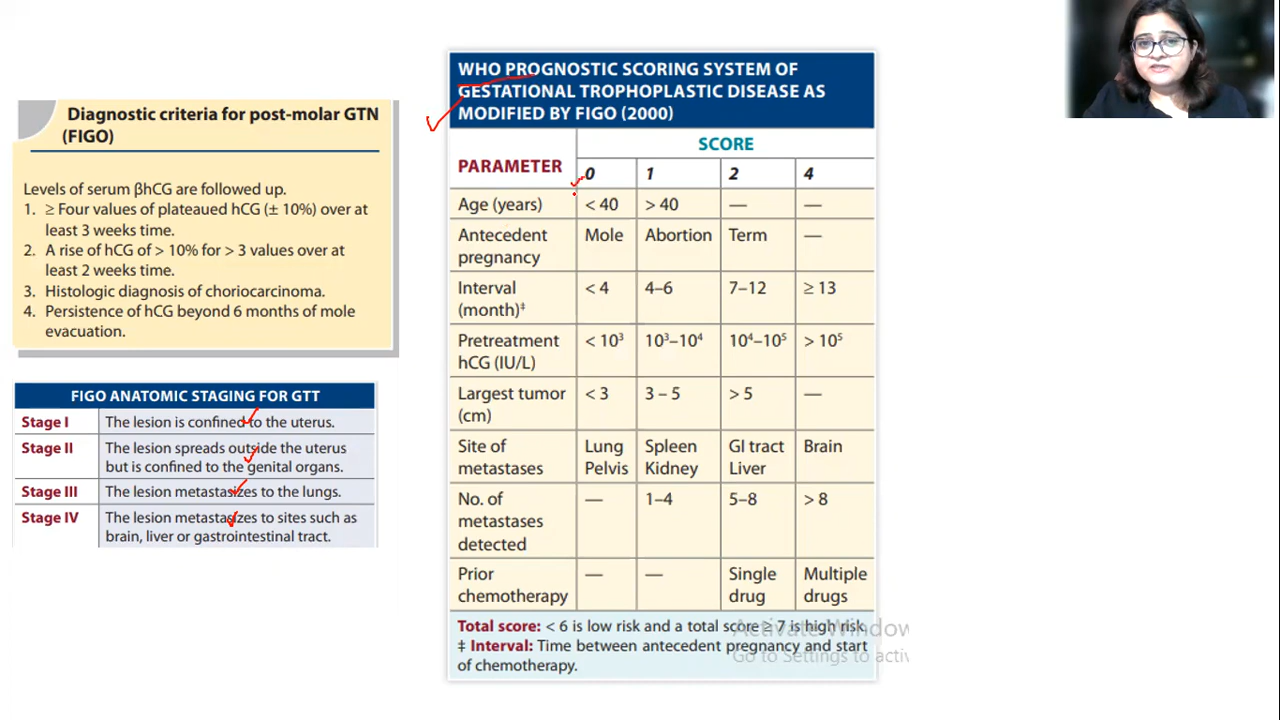 Diagnostic criteria for post-molar GTN
(FIGO)
Levels of serum βhCG are followed up.
1. ≥ Four values of plateaued hCG (± 10%) over at
least 3 weeks time.
2. A rise of hCG of > 10% for > 3 values over at
least 2 weeks time.
3. Histologic diagnosis of choriocarcinoma.
4. Persistence of hCG beyond 6 months of mole
evacuation.
FIGO ANATOMIC STAGING FOR GTT
Stage I The lesion is confined to the uterus.
Stage II The lesion spreads outside the uterus
but is confined to the genital organs.
Stage III The lesion metastasizes to the lungs.
Stage IV The lesion metastasizes to sites such as
brain, liver or gastrointestinal tract.
WHO PROGNOSTIC SCORING SYSTEM OF
GESTATIONAL TROPHOPLASTIC DISEASE AS
MODIFIED BY FIGO (2000)
SCORE
PARAMETER 0 1 2 4
Age (years) < 40 > 40 — —
Antecedent Mole Abortion Term —
pregnancy
Interval < 4 4–6 7–12 ≥ 13
(month)‡
Pretreatment < 10³ 10³–10⁴ 10⁴–10⁵ > 10⁵
hCG (IU/L)
Largest tumor < 3 3 – 5 > 5 —
(cm)
Site of Lung Spleen GI tract Brain
metastases Pelvis Kidney Liver
No. of — 1–4 5–8 > 8
metastases
detected
Prior — — Single Multiple
chemotherapy drug drugs
Total score: < 6 is low risk and a total score ≥ 7 is high risk.
‡ Interval: Time between antecedent pregnancy and start
of chemotherapy.
Activate Window
Go to Settings to activ